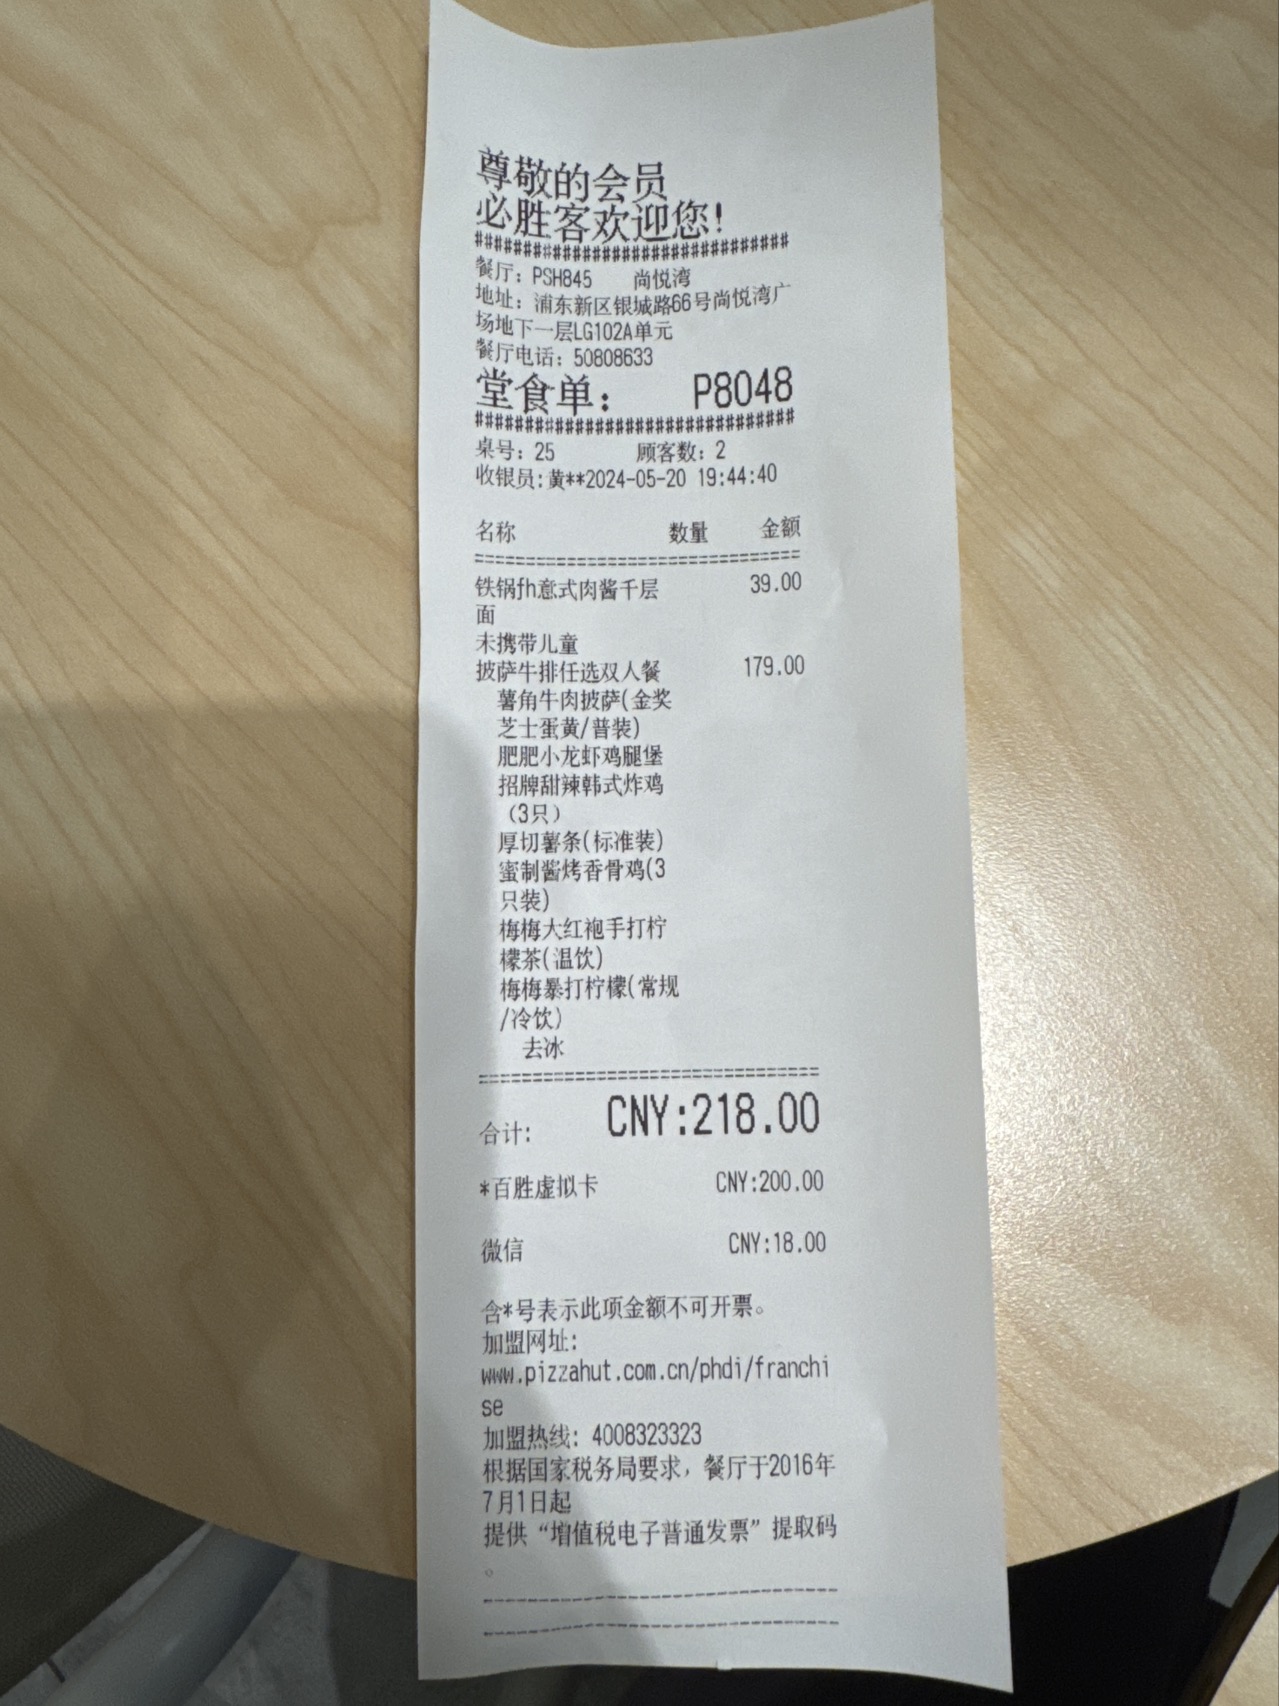 尊敬的会员
必胜客欢迎您!
################################
餐厅: PSH845 尚悦湾
地址: 浦东新区银城路66号尚悦湾广
场地下一层LG102A单元
餐厅电话: 50808633
堂食单: P8048
################################
桌号: 25 顾客数: 2
收银员:黄**2024-05-20 19:44:40
名称 数量 金额
================================
铁锅fh意式肉酱千层 39.00
面
未携带儿童
披萨牛排任选双人餐 179.00
薯角牛肉披萨(金奖
芝士蛋黄/普装)
肥肥小龙虾鸡腿堡
招牌甜辣韩式炸鸡
(3只)
厚切薯条(标准装)
蜜制酱烤香骨鸡(3
只装)
梅梅大红袍手打柠
檬茶(温饮)
梅梅暴打柠檬(常规
/冷饮)
去冰
================================
合计: CNY:218.00
*百胜虚拟卡 CNY:200.00
微信 CNY:18.00
含*号表示此项金额不可开票。
加盟网址:
www.pizzahut.com.cn/phdi/franchi
se
加盟热线: 4008323323
根据国家税务局要求，餐厅于2016年
7月1日起
提供“增值税电子普通发票”提取码
。
--------------------------------
--------------------------------